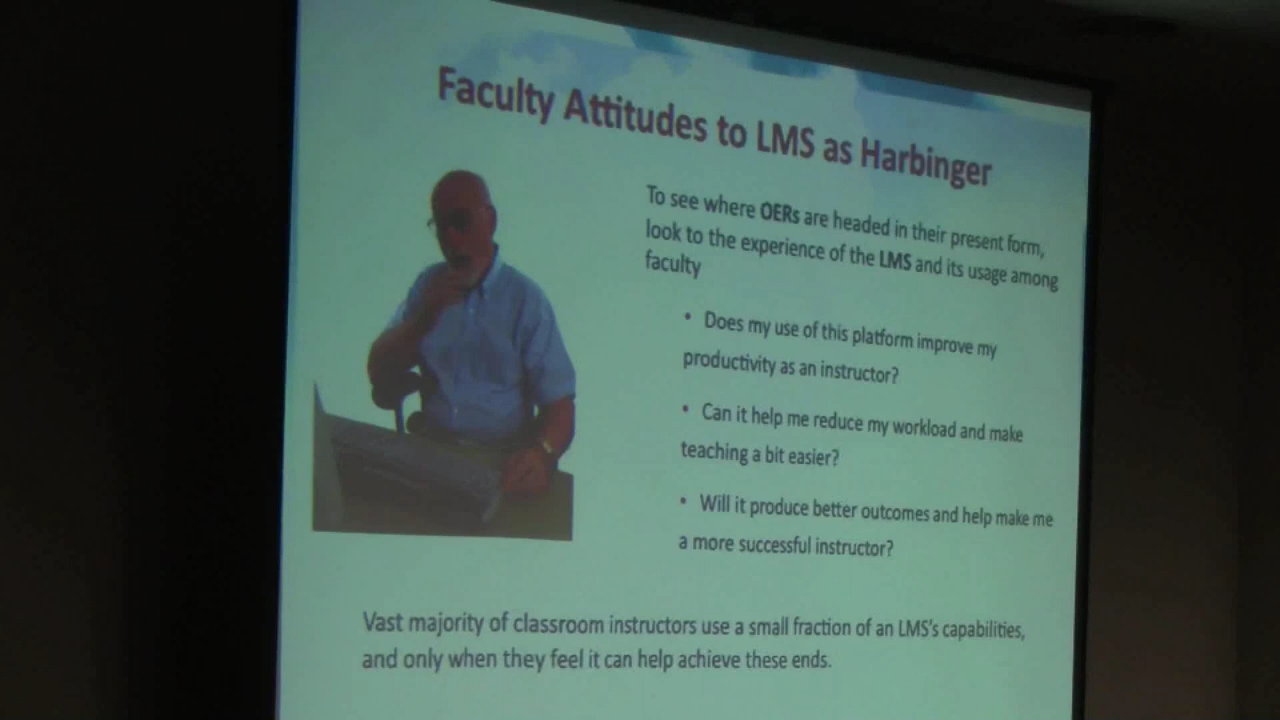 Faculty Attitudes to LMS as Harbinger
To see where OERs are headed in their present form,
look to the experience of the LMS and its usage among
faculty
• Does my use of this platform improve my
productivity as an instructor?
• Can it help me reduce my workload and make
teaching a bit easier?
• Will it produce better outcomes and help make me
a more successful instructor?
Vast majority of classroom instructors use a small fraction of an LMS's capabilities,
and only when they feel it can help achieve these ends.